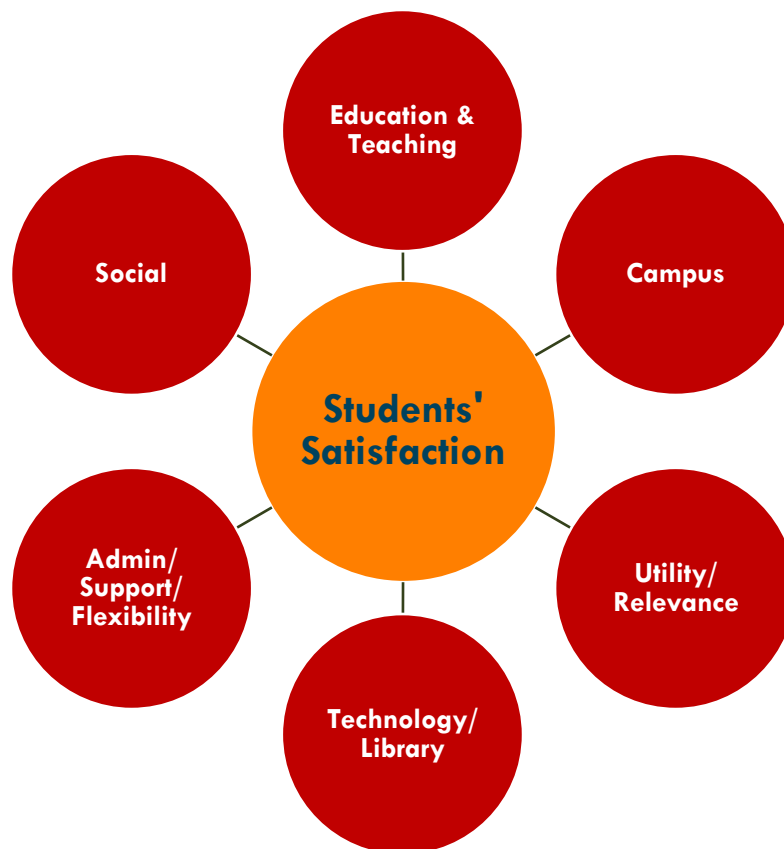 Education &
Teaching
Social
Campus
Students'
Satisfaction
Admin/
Support/
Flexibility
Utility/
Relevance
Technology/
Library